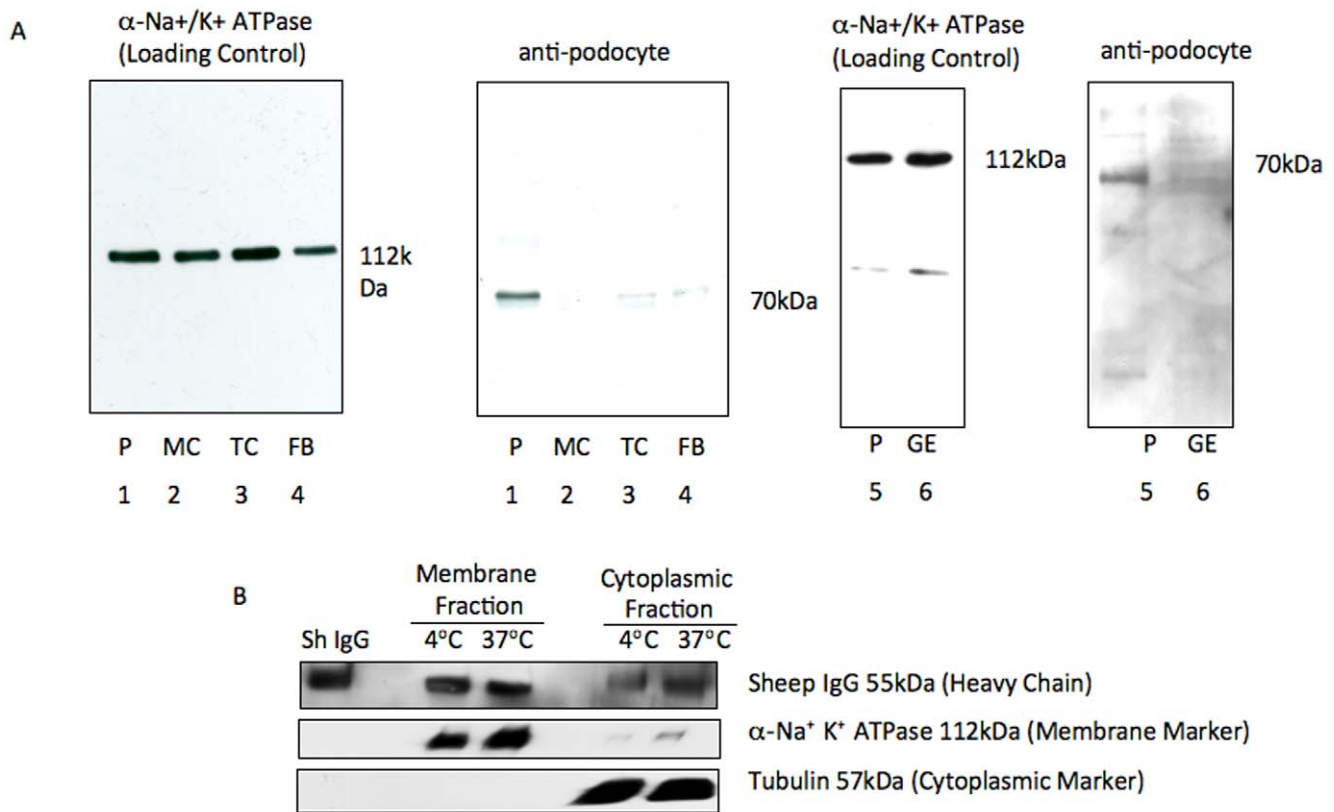 A
α-Na+/K+ ATPase
(Loading Control)
112k
Da
P MC TC FB
1 2 3 4
anti-podocyte
70kDa
P MC TC FB
1 2 3 4
α-Na+/K+ ATPase
(Loading Control)
112kDa
P GE
5 6
anti-podocyte
70kDa
P GE
5 6
B
Membrane
Fraction
Cytoplasmic
Fraction
Sh IgG 4°C 37°C 4°C 37°C
Sheep IgG 55kDa (Heavy Chain)
α-Na⁺ K⁺ ATPase 112kDa (Membrane Marker)
Tubulin 57kDa (Cytoplasmic Marker)